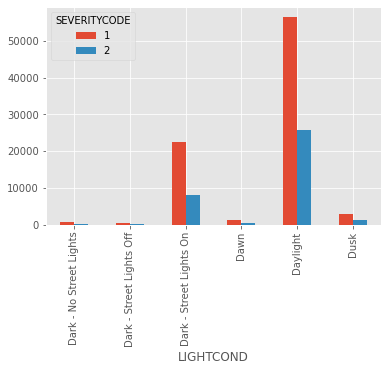 SEVERITYCODE
1
2
50000
40000
30000
20000
10000
0
Dark - No Street Lights
Dark - Street Lights Off
Dark - Street Lights On
Dawn
Daylight
Dusk
LIGHTCOND